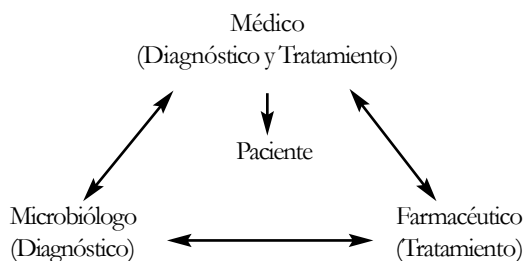 Médico
(Diagnóstico y Tratamiento)
Paciente
Microbiólogo
(Diagnóstico)
Farmacéutico
(Tratamiento)